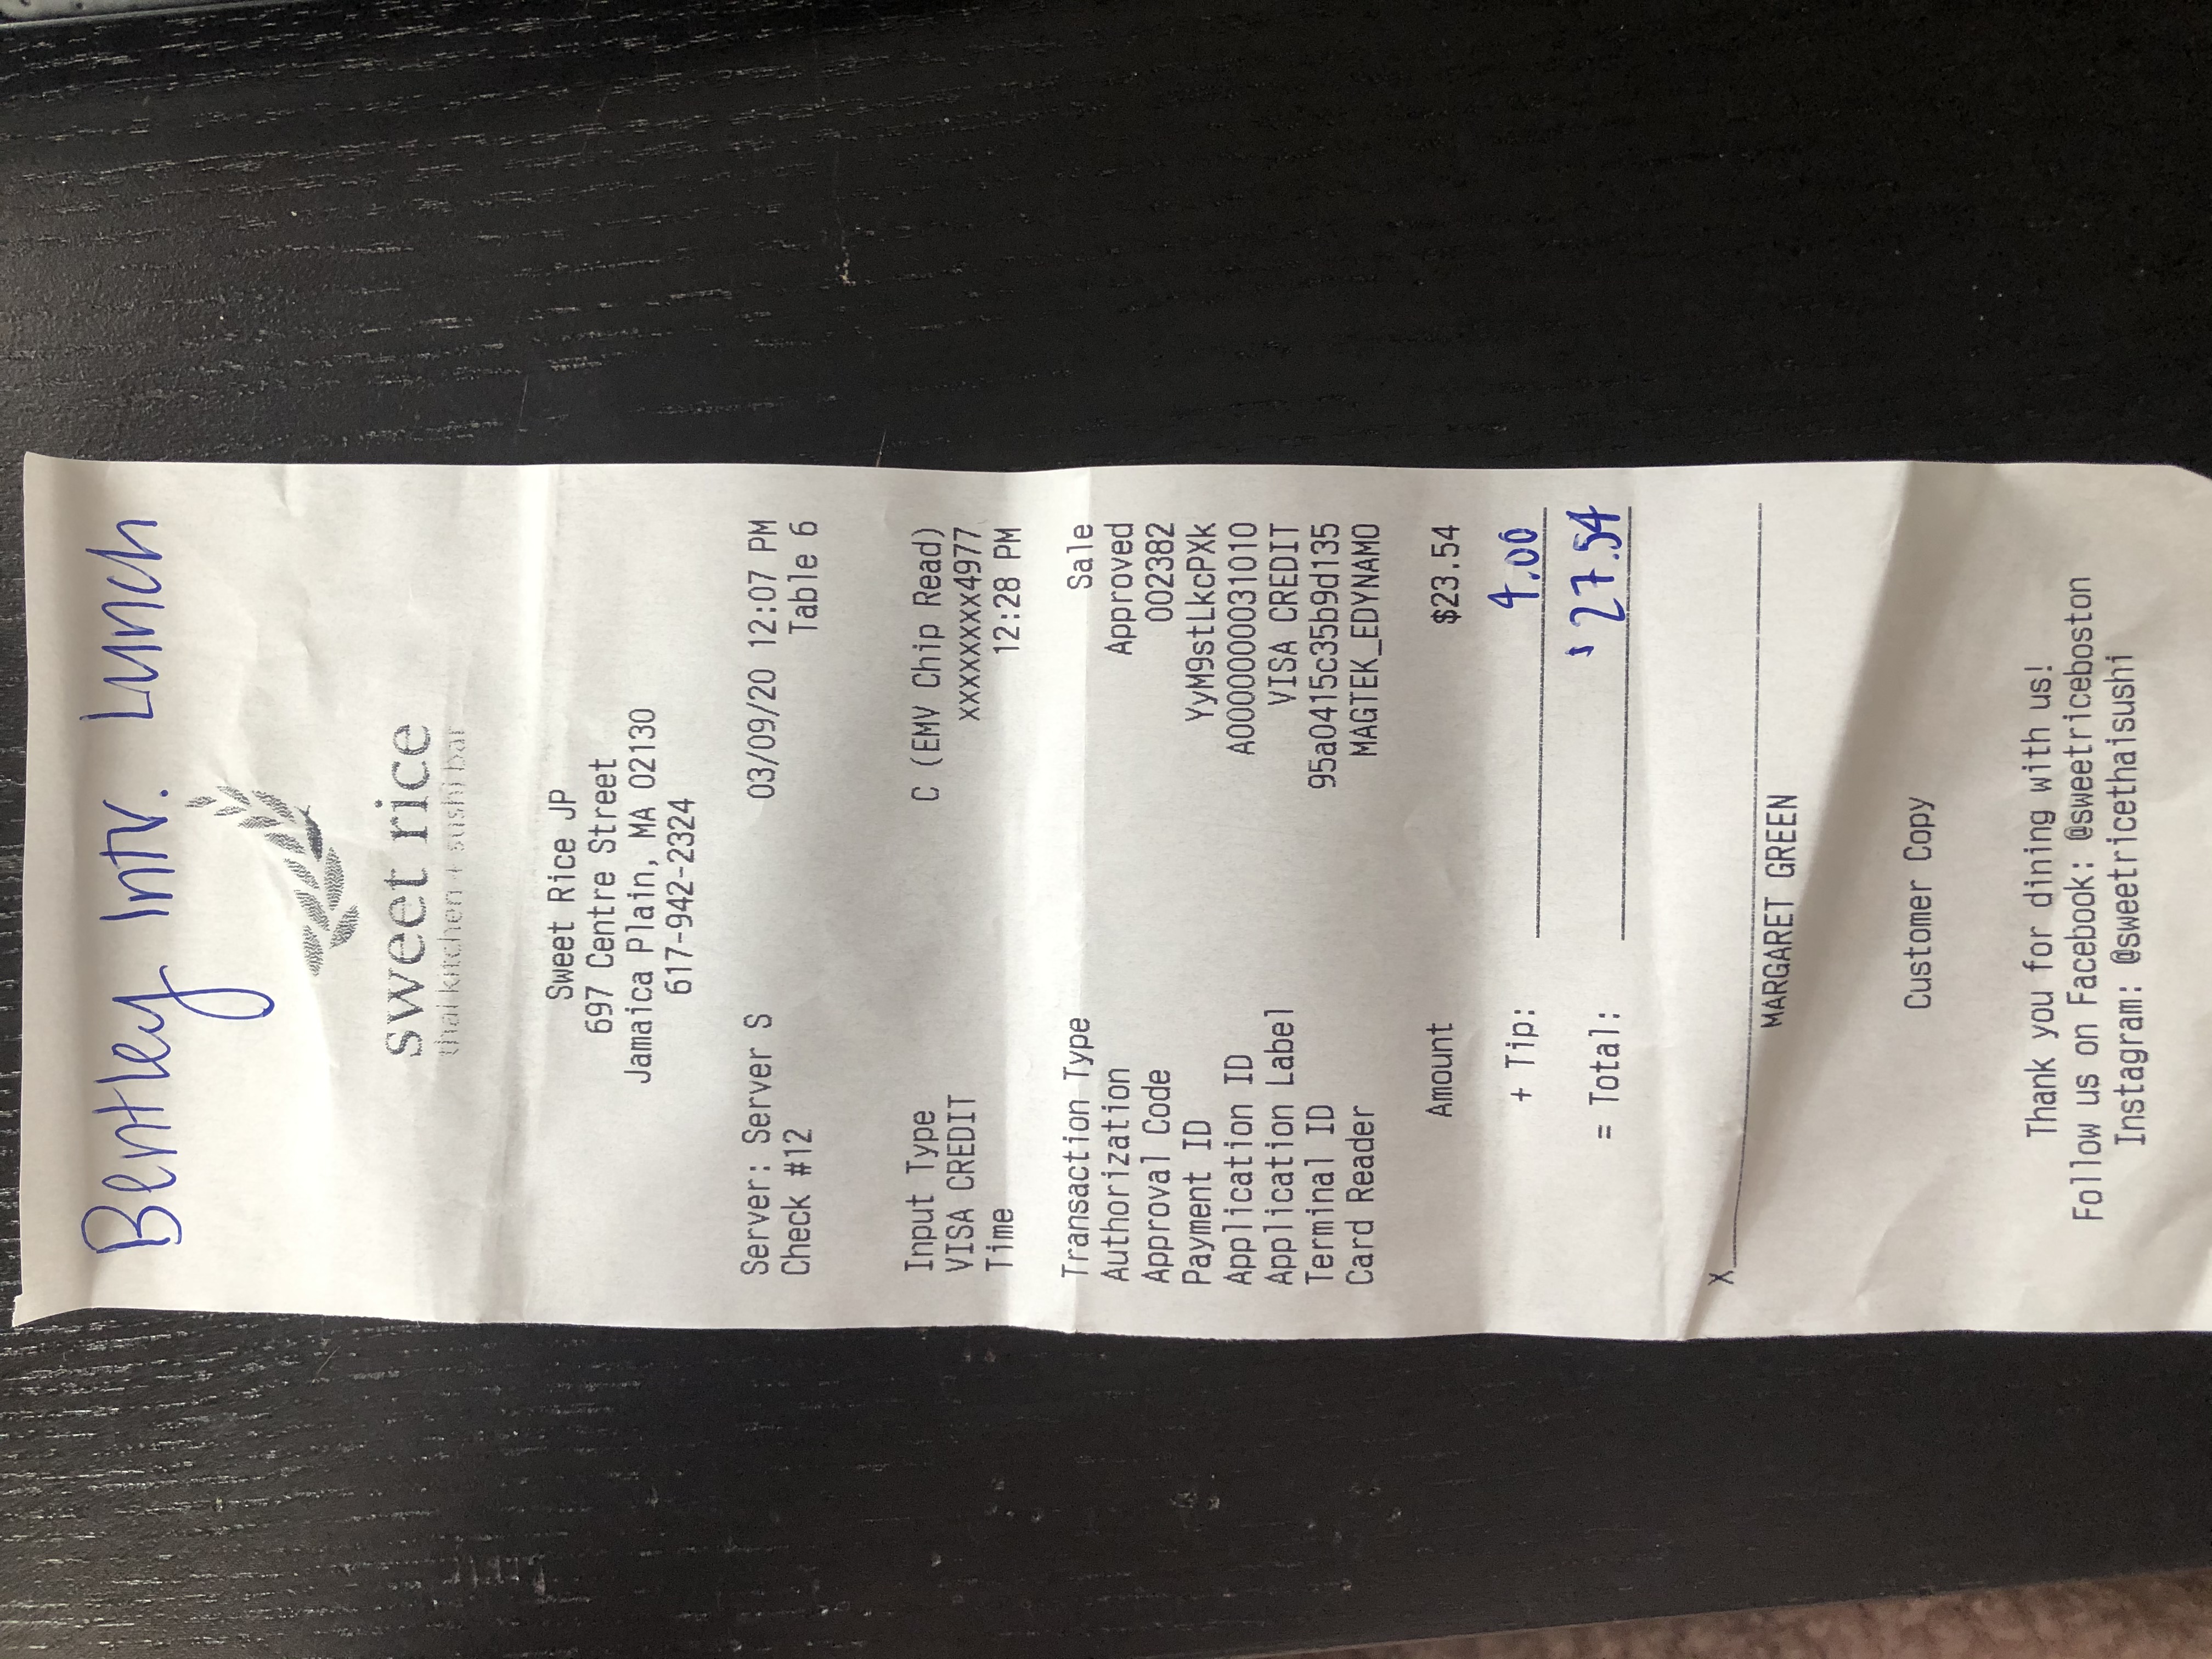 Bentley Intv. Lunch
sweet rice
thai kitchen + sushi bar
Sweet Rice JP
697 Centre Street
Jamaica Plain, MA 02130
617-942-2324
Server: Server S 03/09/20 12:07 PM
Check #12 Table 6
Input Type C (EMV Chip Read)
VISA CREDIT xxxxxxxx4977
Time 12:28 PM
Transaction Type Sale
Authorization Approved
Approval Code 002382
Payment ID YyM9stLkcPXk
Application ID A0000000031010
Application Label VISA CREDIT
Terminal ID 95a0415c35b9d135
Card Reader MAGTEK_EDYNAMO
Amount $23.54
+ Tip: 4.00
= Total: $27.54
X
MARGARET GREEN
Customer Copy
Thank you for dining with us!
Follow us on Facebook: @sweetriceboston
Instagram: @sweetricethaisushi